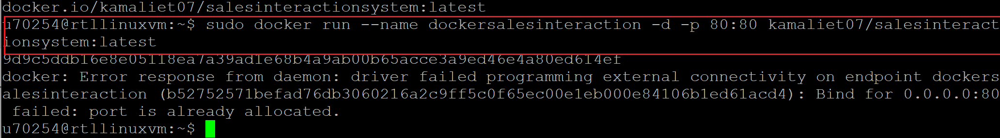 docker.io/kamaliet07/salesinteractionsystem:latest
u70254@rtllinuxvm:~$ sudo docker run --name dockersalesinteraction -d -p 80:80 kamaliet07/salesinteract
ionsystem:latest
9d9c5ddb16e8e05118ea7a39ad1e68b4a9ab00b65acce3a9ed46e4a80ed614ef
docker: Error response from daemon: driver failed programming external connectivity on endpoint dockers
alesinteraction (b52752571befad76db3060216a2c9ff5c0f65ec00e1eb000e84106b1ed61acd4): Bind for 0.0.0.0:80
failed: port is already allocated.
u70254@rtllinuxvm:~$